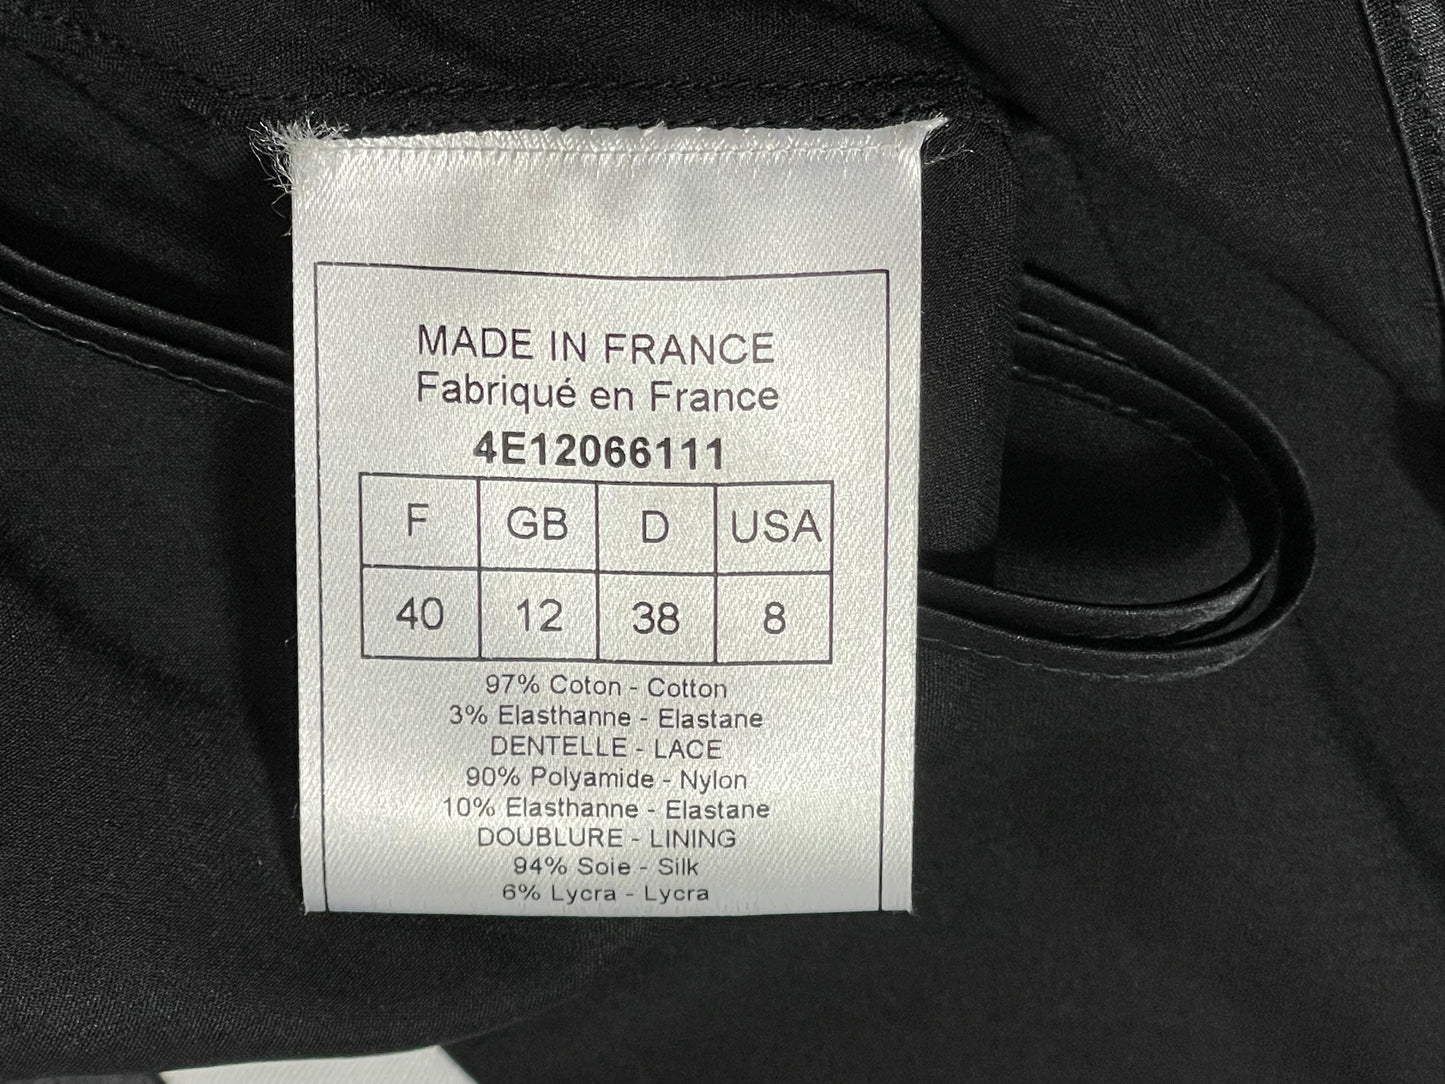 MADE IN FRANCE
Fabriqué en France
4E12066111
F GB D USA
40 12 38 8
97% Coton - Cotton
3% Elasthanne - Elastane
DENTELLE - LACE
90% Polyamide - Nylon
10% Elasthanne - Elastane
DOUBLURE - LINING
94% Soie - Silk
6% Lycra - Lycra